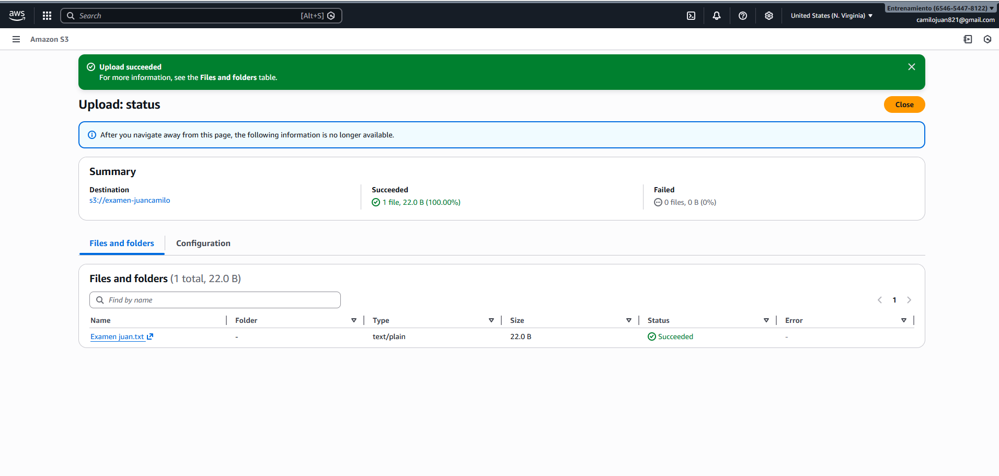 aws
Search
[Alt+S]
United States (N. Virginia)
Entrenamiento (6546-5447-8122)
camilojuan821@gmail.com
Amazon S3
Upload succeeded
For more information, see the Files and folders table.
Upload: status
Close
After you navigate away from this page, the following information is no longer available.
Summary
Destination
s3://examen-juancamilo
Succeeded
1 file, 22.0 B (100.00%)
Failed
0 files, 0 B (0%)
Files and folders
Configuration
Files and folders (1 total, 22.0 B)
Find by name
1
Name Folder Type Size Status Error
Examen juan.txt - text/plain 22.0 B Succeeded -